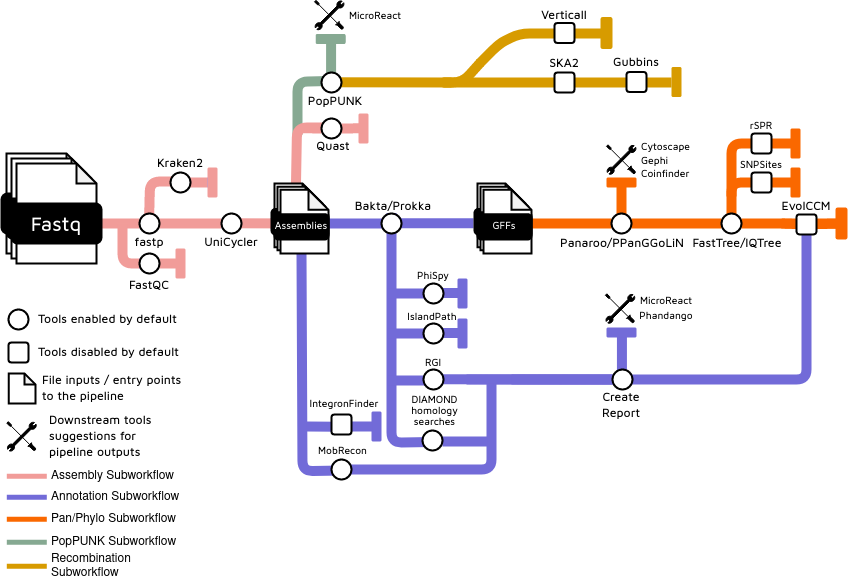 MicroReact
Verticall
SKA2
Gubbins
PopPUNK
Quast
Kraken2
Fastq
fastp
FastQC
UniCycler
Assemblies
Bakta/Prokka
GFFs
Cytoscape
Gephi
Coinfinder
Panaroo/PPanGGoLiN
rSPR
SNPSites
EvolCCM
FastTree/IQTree
PhiSpy
IslandPath
RGI
DIAMOND
homology
searches
IntegronFinder
MobRecon
MicroReact
Phandango
Create
Report
Tools enabled by default
Tools disabled by default
File inputs / entry points
to the pipeline
Downstream tools
suggestions for
pipeline outputs
Assembly Subworkflow
Annotation Subworkflow
Pan/Phylo Subworkflow
PopPUNK Subworkflow
Recombination
Subworkflow